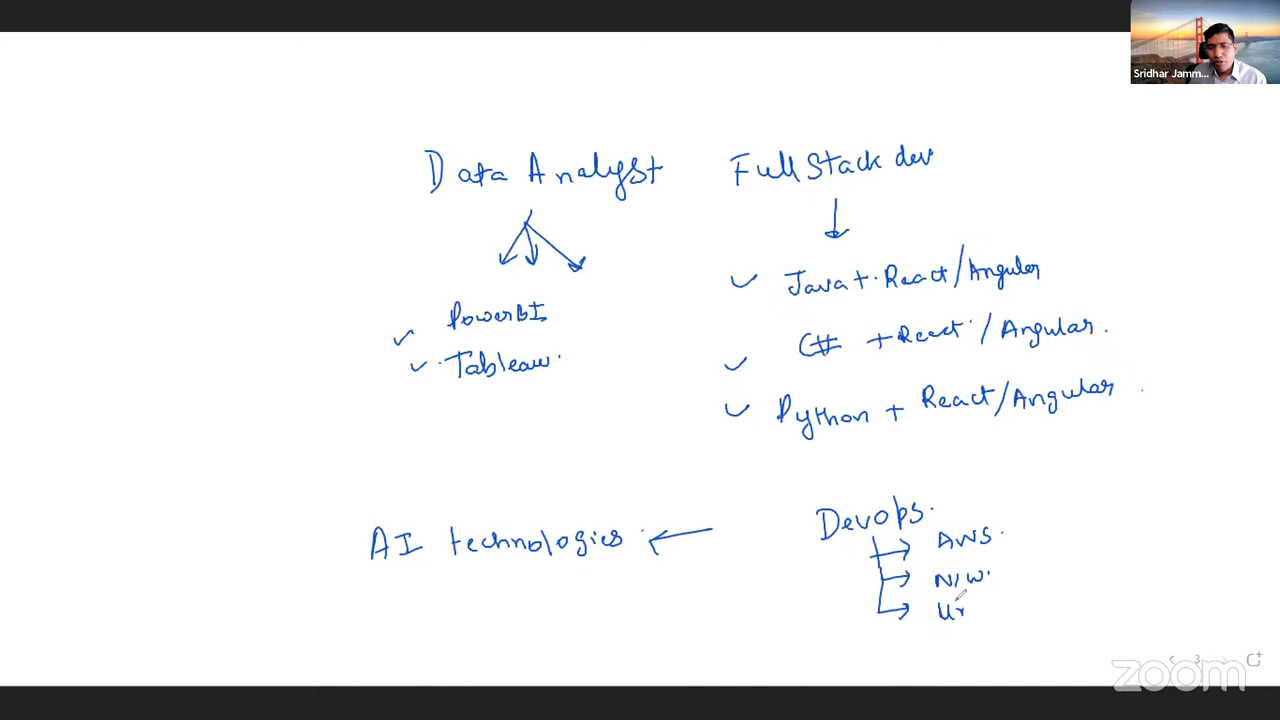 Sridhar Jamm...
Data Analyst
PowerBI
Tableau
Full Stack dev
Java + React/Angular
C# + React / Angular
Python + React/Angular
AI technologies
Devops
AWS
N/W
3
zoom